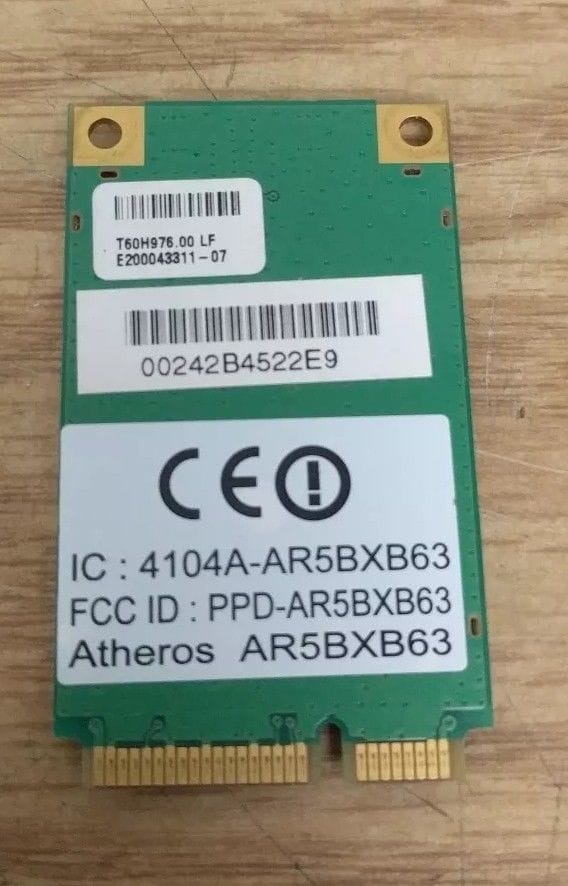 T60H976.00 LF
E200043311-07
00242B4522E9
CE
IC : 4104A-AR5BXB63
FCC ID : PPD-AR5BXB63
Atheros AR5BXB63